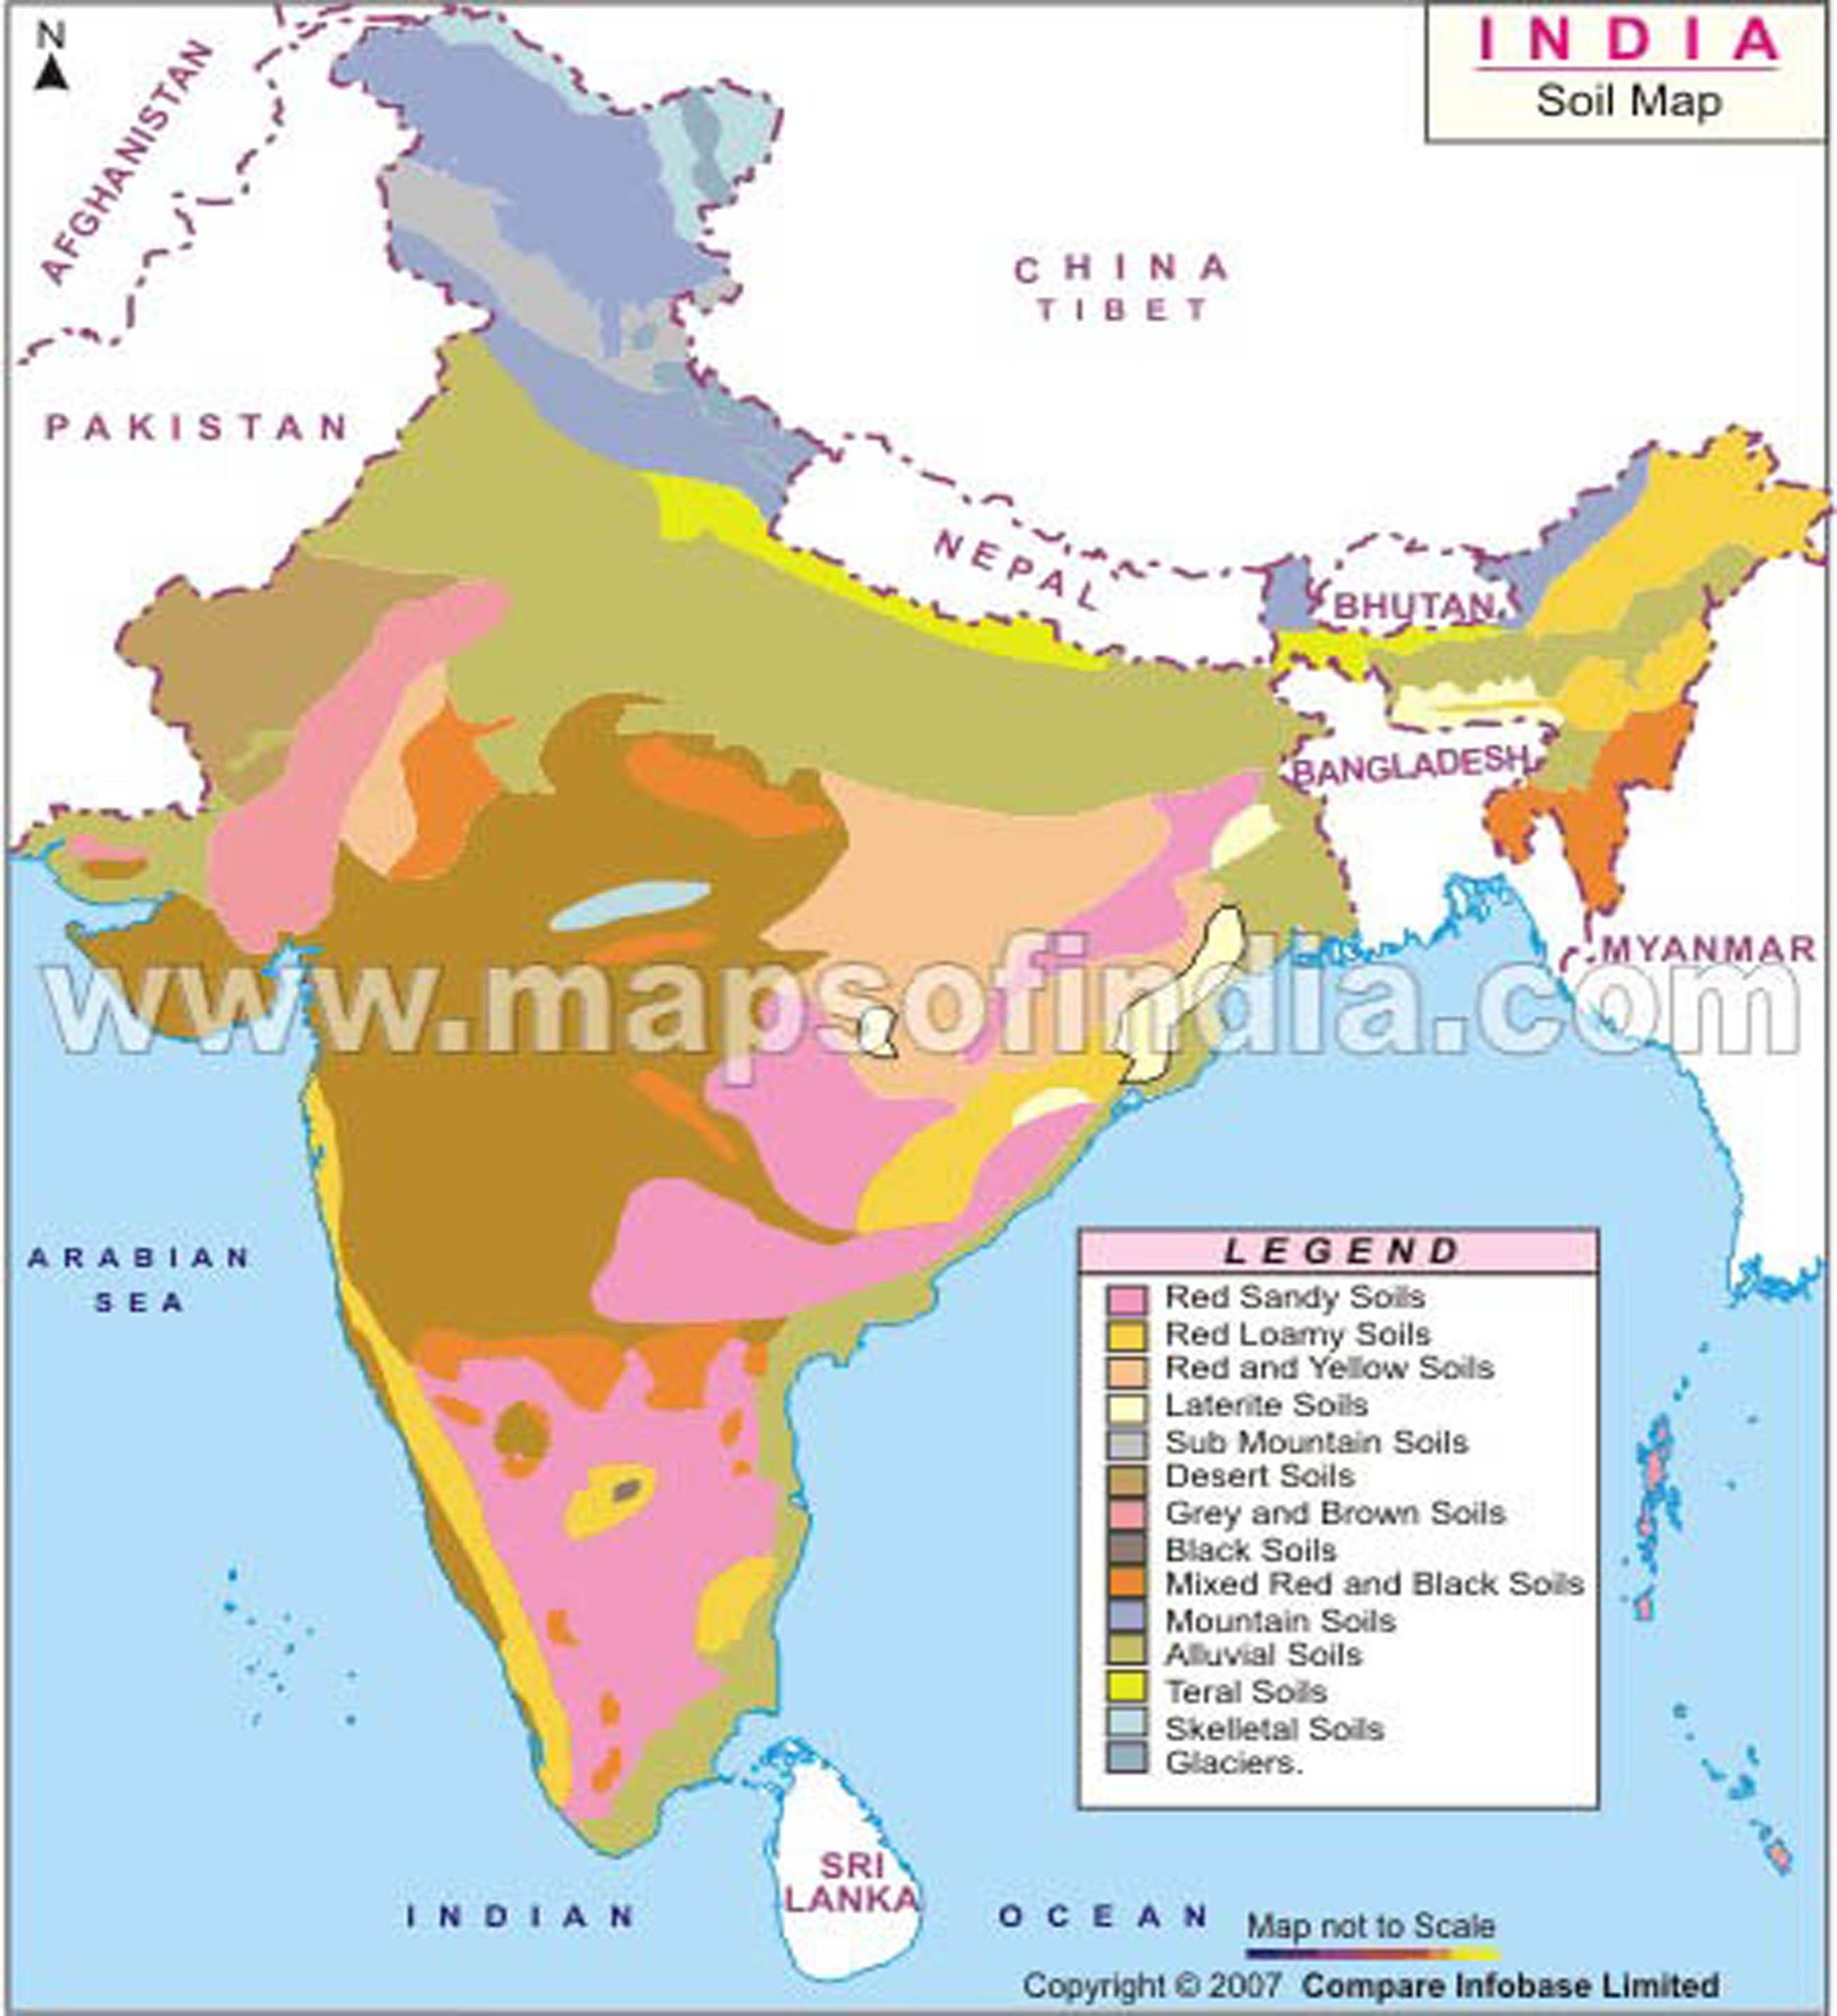 N
I N D I A
Soil Map
AFGHANISTAN
CHINA
TIBET
PAKISTAN
NEPAL
BHUTAN
BANGLADESH
MYANMAR
www.mapsofindia.com
ARABIAN
SEA
LEGEND
Red Sandy Soils
Red Loamy Soils
Red and Yellow Soils
Laterite Soils
Sub Mountain Soils
Desert Soils
Grey and Brown Soils
Black Soils
Mixed Red and Black Soils
Mountain Soils
Alluvial Soils
Teral Soils
Skelletal Soils
Glaciers.
SRI
LANKA
INDIAN OCEAN
Map not to Scale
Copyright © 2007 Compare Infobase Limited